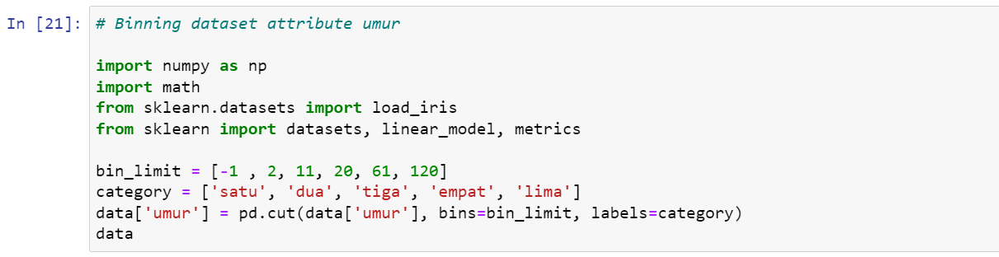 In [21]: # Binning dataset attribute umur
import numpy as np
import math
from sklearn.datasets import load_iris
from sklearn import datasets, linear_model, metrics
bin_limit = [-1 , 2, 11, 20, 61, 120]
category = ['satu', 'dua', 'tiga', 'empat', 'lima']
data['umur'] = pd.cut(data['umur'], bins=bin_limit, labels=category)
data